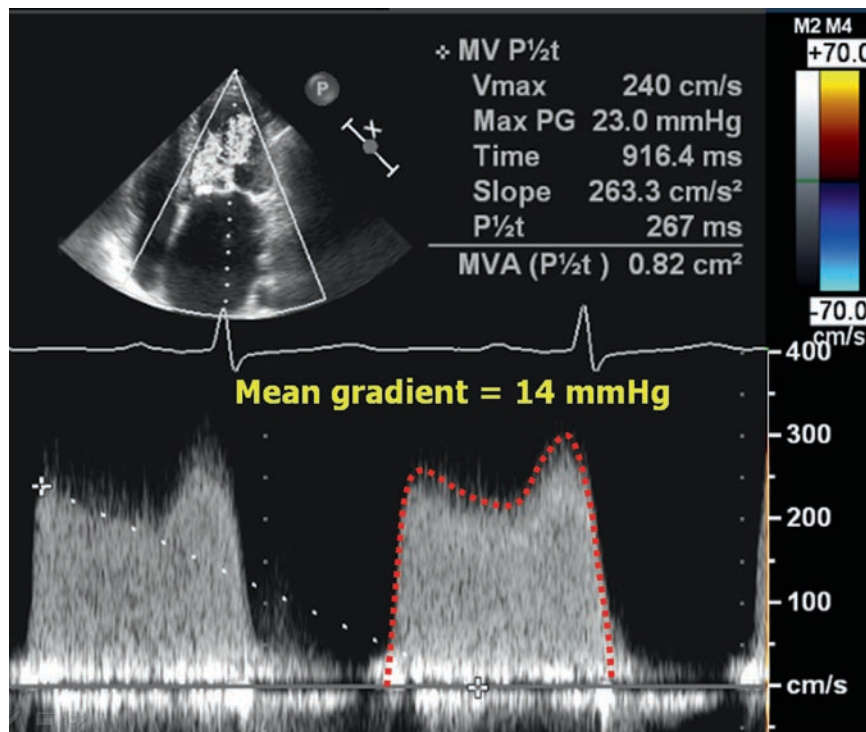 M2 M4
+70.0
✧ MV P½t
Vmax 240 cm/s
Max PG 23.0 mmHg
Time 916.4 ms
Slope 263.3 cm/s²
P½t 267 ms
MVA (P½t ) 0.82 cm²
P
X
-70.0
cm/s
400
Mean gradient = 14 mmHg
300
200
100
cm/s